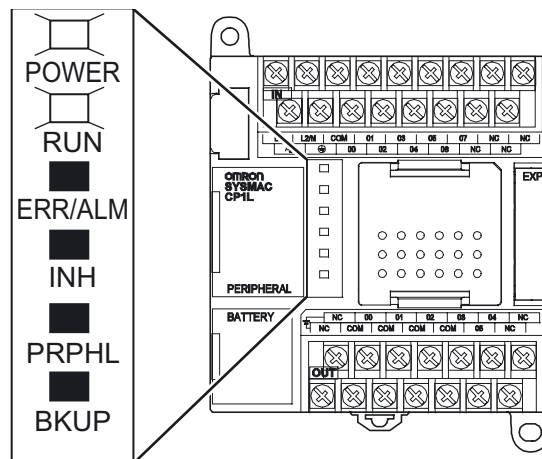 POWER
RUN
ERR/ALM
INH
PRPHL
BKUP
IN
L2/N COM 01 03 05 07 NC NC
00 02 04 06 NC NC
OMRON
SYSMAC
CP1L
EXP
PERIPHERAL
BATTERY
NC 00 01 02 03 04 NC
NC COM COM COM COM 05 NC
OUT